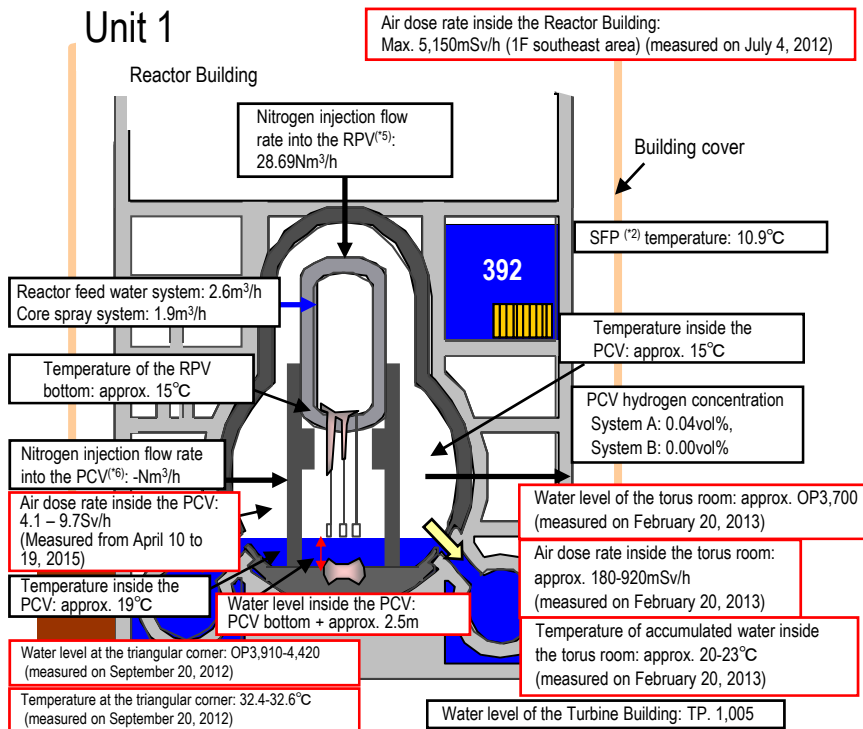 Unit 1
Air dose rate inside the Reactor Building:
Max. 5,150mSv/h (1F southeast area) (measured on July 4, 2012)
Reactor Building
Nitrogen injection flow
rate into the RPV(*5):
28.69Nm3/h
Building cover
SFP (*2) temperature: 10.9℃
392
Reactor feed water system: 2.6m3/h
Core spray system: 1.9m3/h
Temperature inside the
PCV: approx. 15℃
Temperature of the RPV
bottom: approx. 15℃
PCV hydrogen concentration
System A: 0.04vol%,
System B: 0.00vol%
Nitrogen injection flow rate
into the PCV(*6): -Nm3/h
Air dose rate inside the PCV:
4.1 – 9.7Sv/h
(Measured from April 10 to
19, 2015)
Water level of the torus room: approx. OP3,700
(measured on February 20, 2013)
Air dose rate inside the torus room:
approx. 180-920mSv/h
(measured on February 20, 2013)
Temperature inside the
PCV: approx. 19℃
Water level inside the PCV:
PCV bottom + approx. 2.5m
Temperature of accumulated water inside
the torus room: approx. 20-23℃
(measured on February 20, 2013)
Water level at the triangular corner: OP3,910-4,420
(measured on September 20, 2012)
Temperature at the triangular corner: 32.4-32.6℃
(measured on September 20, 2012)
Water level of the Turbine Building: TP. 1,005